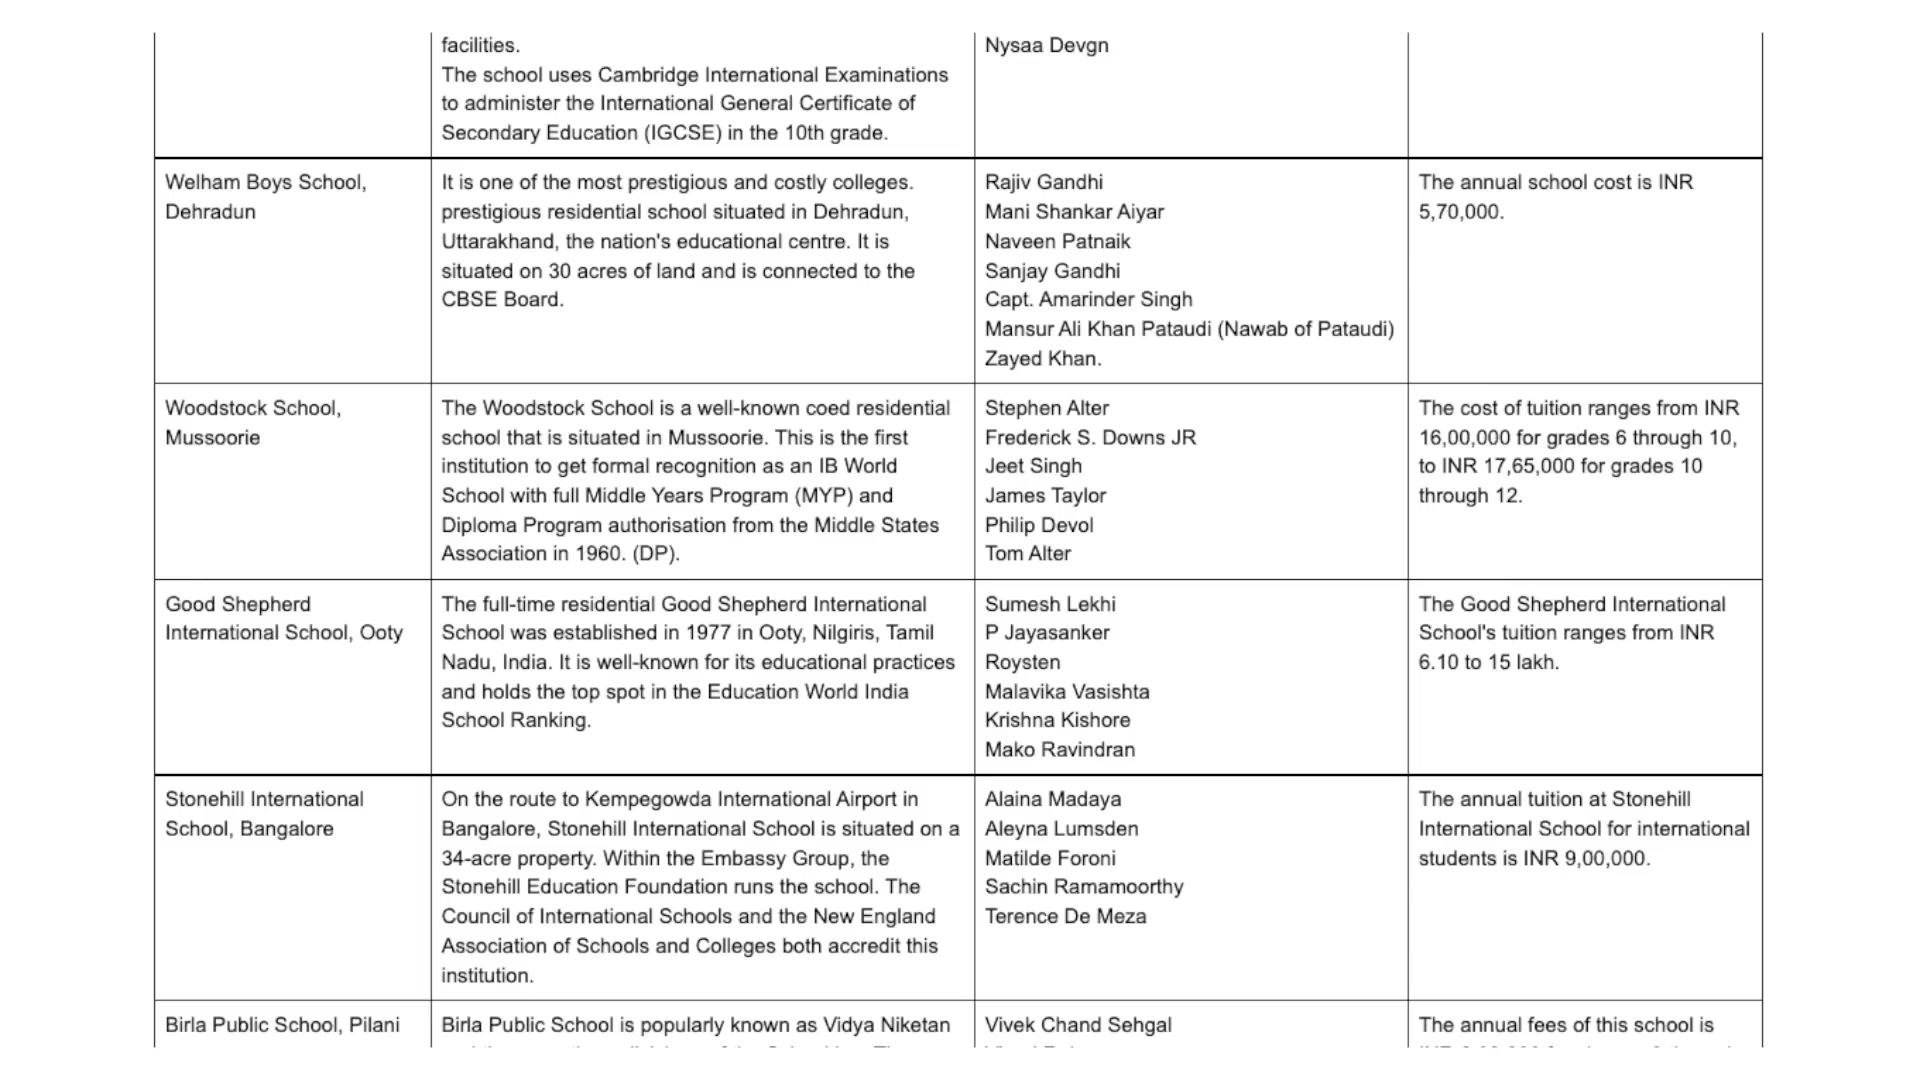 facilities.
The school uses Cambridge International Examinations
to administer the International General Certificate of
Secondary Education (IGCSE) in the 10th grade.
Nysaa Devgn
Welham Boys School,
Dehradun
It is one of the most prestigious and costly colleges.
prestigious residential school situated in Dehradun,
Uttarakhand, the nation's educational centre. It is
situated on 30 acres of land and is connected to the
CBSE Board.
Rajiv Gandhi
Mani Shankar Aiyar
Naveen Patnaik
Sanjay Gandhi
Capt. Amarinder Singh
Mansur Ali Khan Pataudi (Nawab of Pataudi)
Zayed Khan.
The annual school cost is INR
5,70,000.
Woodstock School,
Mussoorie
The Woodstock School is a well-known coed residential
school that is situated in Mussoorie. This is the first
institution to get formal recognition as an IB World
School with full Middle Years Program (MYP) and
Diploma Program authorisation from the Middle States
Association in 1960. (DP).
Stephen Alter
Frederick S. Downs JR
Jeet Singh
James Taylor
Philip Devol
Tom Alter
The cost of tuition ranges from INR
16,00,000 for grades 6 through 10,
to INR 17,65,000 for grades 10
through 12.
Good Shepherd
International School, Ooty
The full-time residential Good Shepherd International
School was established in 1977 in Ooty, Nilgiris, Tamil
Nadu, India. It is well-known for its educational practices
and holds the top spot in the Education World India
School Ranking.
Sumesh Lekhi
P Jayasanker
Roysten
Malavika Vasishta
Krishna Kishore
Mako Ravindran
The Good Shepherd International
School's tuition ranges from INR
6.10 to 15 lakh.
Stonehill International
School, Bangalore
On the route to Kempegowda International Airport in
Bangalore, Stonehill International School is situated on a
34-acre property. Within the Embassy Group, the
Stonehill Education Foundation runs the school. The
Council of International Schools and the New England
Association of Schools and Colleges both accredit this
institution.
Alaina Madaya
Aleyna Lumsden
Matilde Foroni
Sachin Ramamoorthy
Terence De Meza
The annual tuition at Stonehill
International School for international
students is INR 9,00,000.
Birla Public School, Pilani
Birla Public School is popularly known as Vidya Niketan
Vivek Chand Sehgal
The annual fees of this school is